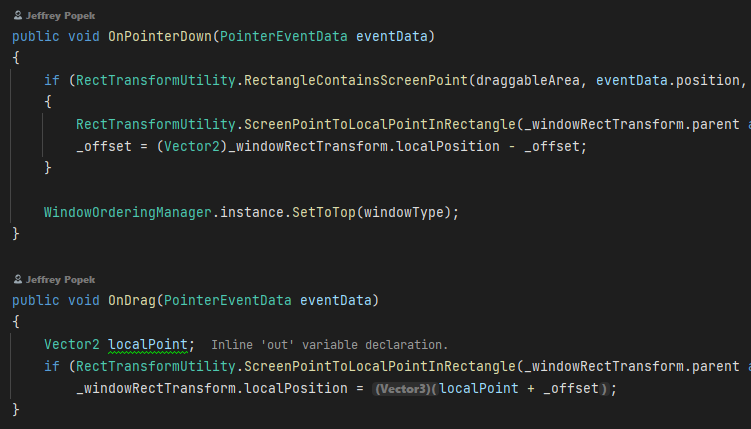 Jeffrey Popek
public void OnPointerDown(PointerEventData eventData)
{
if (RectTransformUtility.RectangleContainsScreenPoint(draggableArea, eventData.position,
{
RectTransformUtility.ScreenPointToLocalPointInRectangle(_windowRectTransform.parent a
_offset = (Vector2)_windowRectTransform.localPosition - _offset;
}
WindowOrderingManager.instance.SetToTop(windowType);
}
Jeffrey Popek
public void OnDrag(PointerEventData eventData)
{
Vector2 localPoint; Inline 'out' variable declaration.
if (RectTransformUtility.ScreenPointToLocalPointInRectangle(_windowRectTransform.parent a
_windowRectTransform.localPosition = (Vector3)(localPoint + _offset);
}